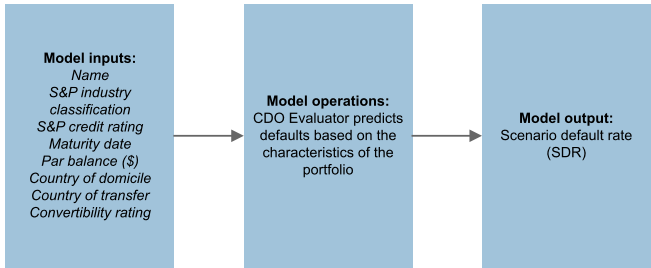 Model inputs:
Name
S&P industry
classification
S&P credit rating
Maturity date
Par balance ($)
Country of domicile
Country of transfer
Convertibility rating
Model operations:
CDO Evaluator predicts
defaults based on the
characteristics of the
portfolio
Model output:
Scenario default rate
(SDR)